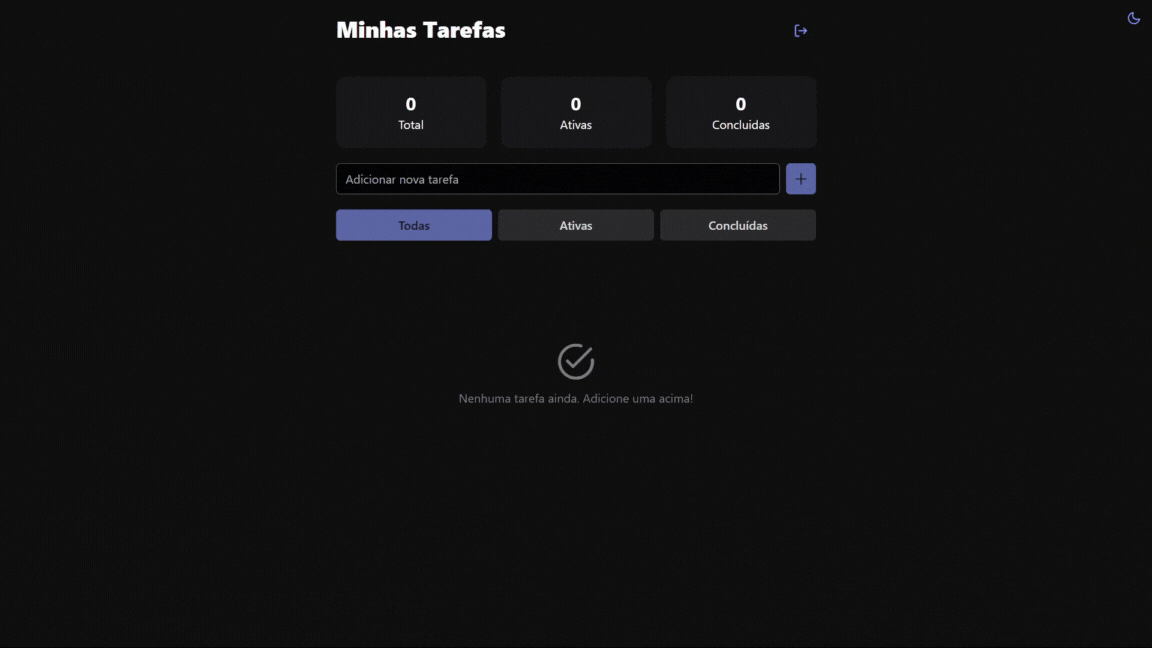 Minhas Tarefas
0 0 0
Total Ativas Concluidas
Adicionar nova tarefa
Todas Ativas Concluídas
Nenhuma tarefa ainda. Adicione uma acima!